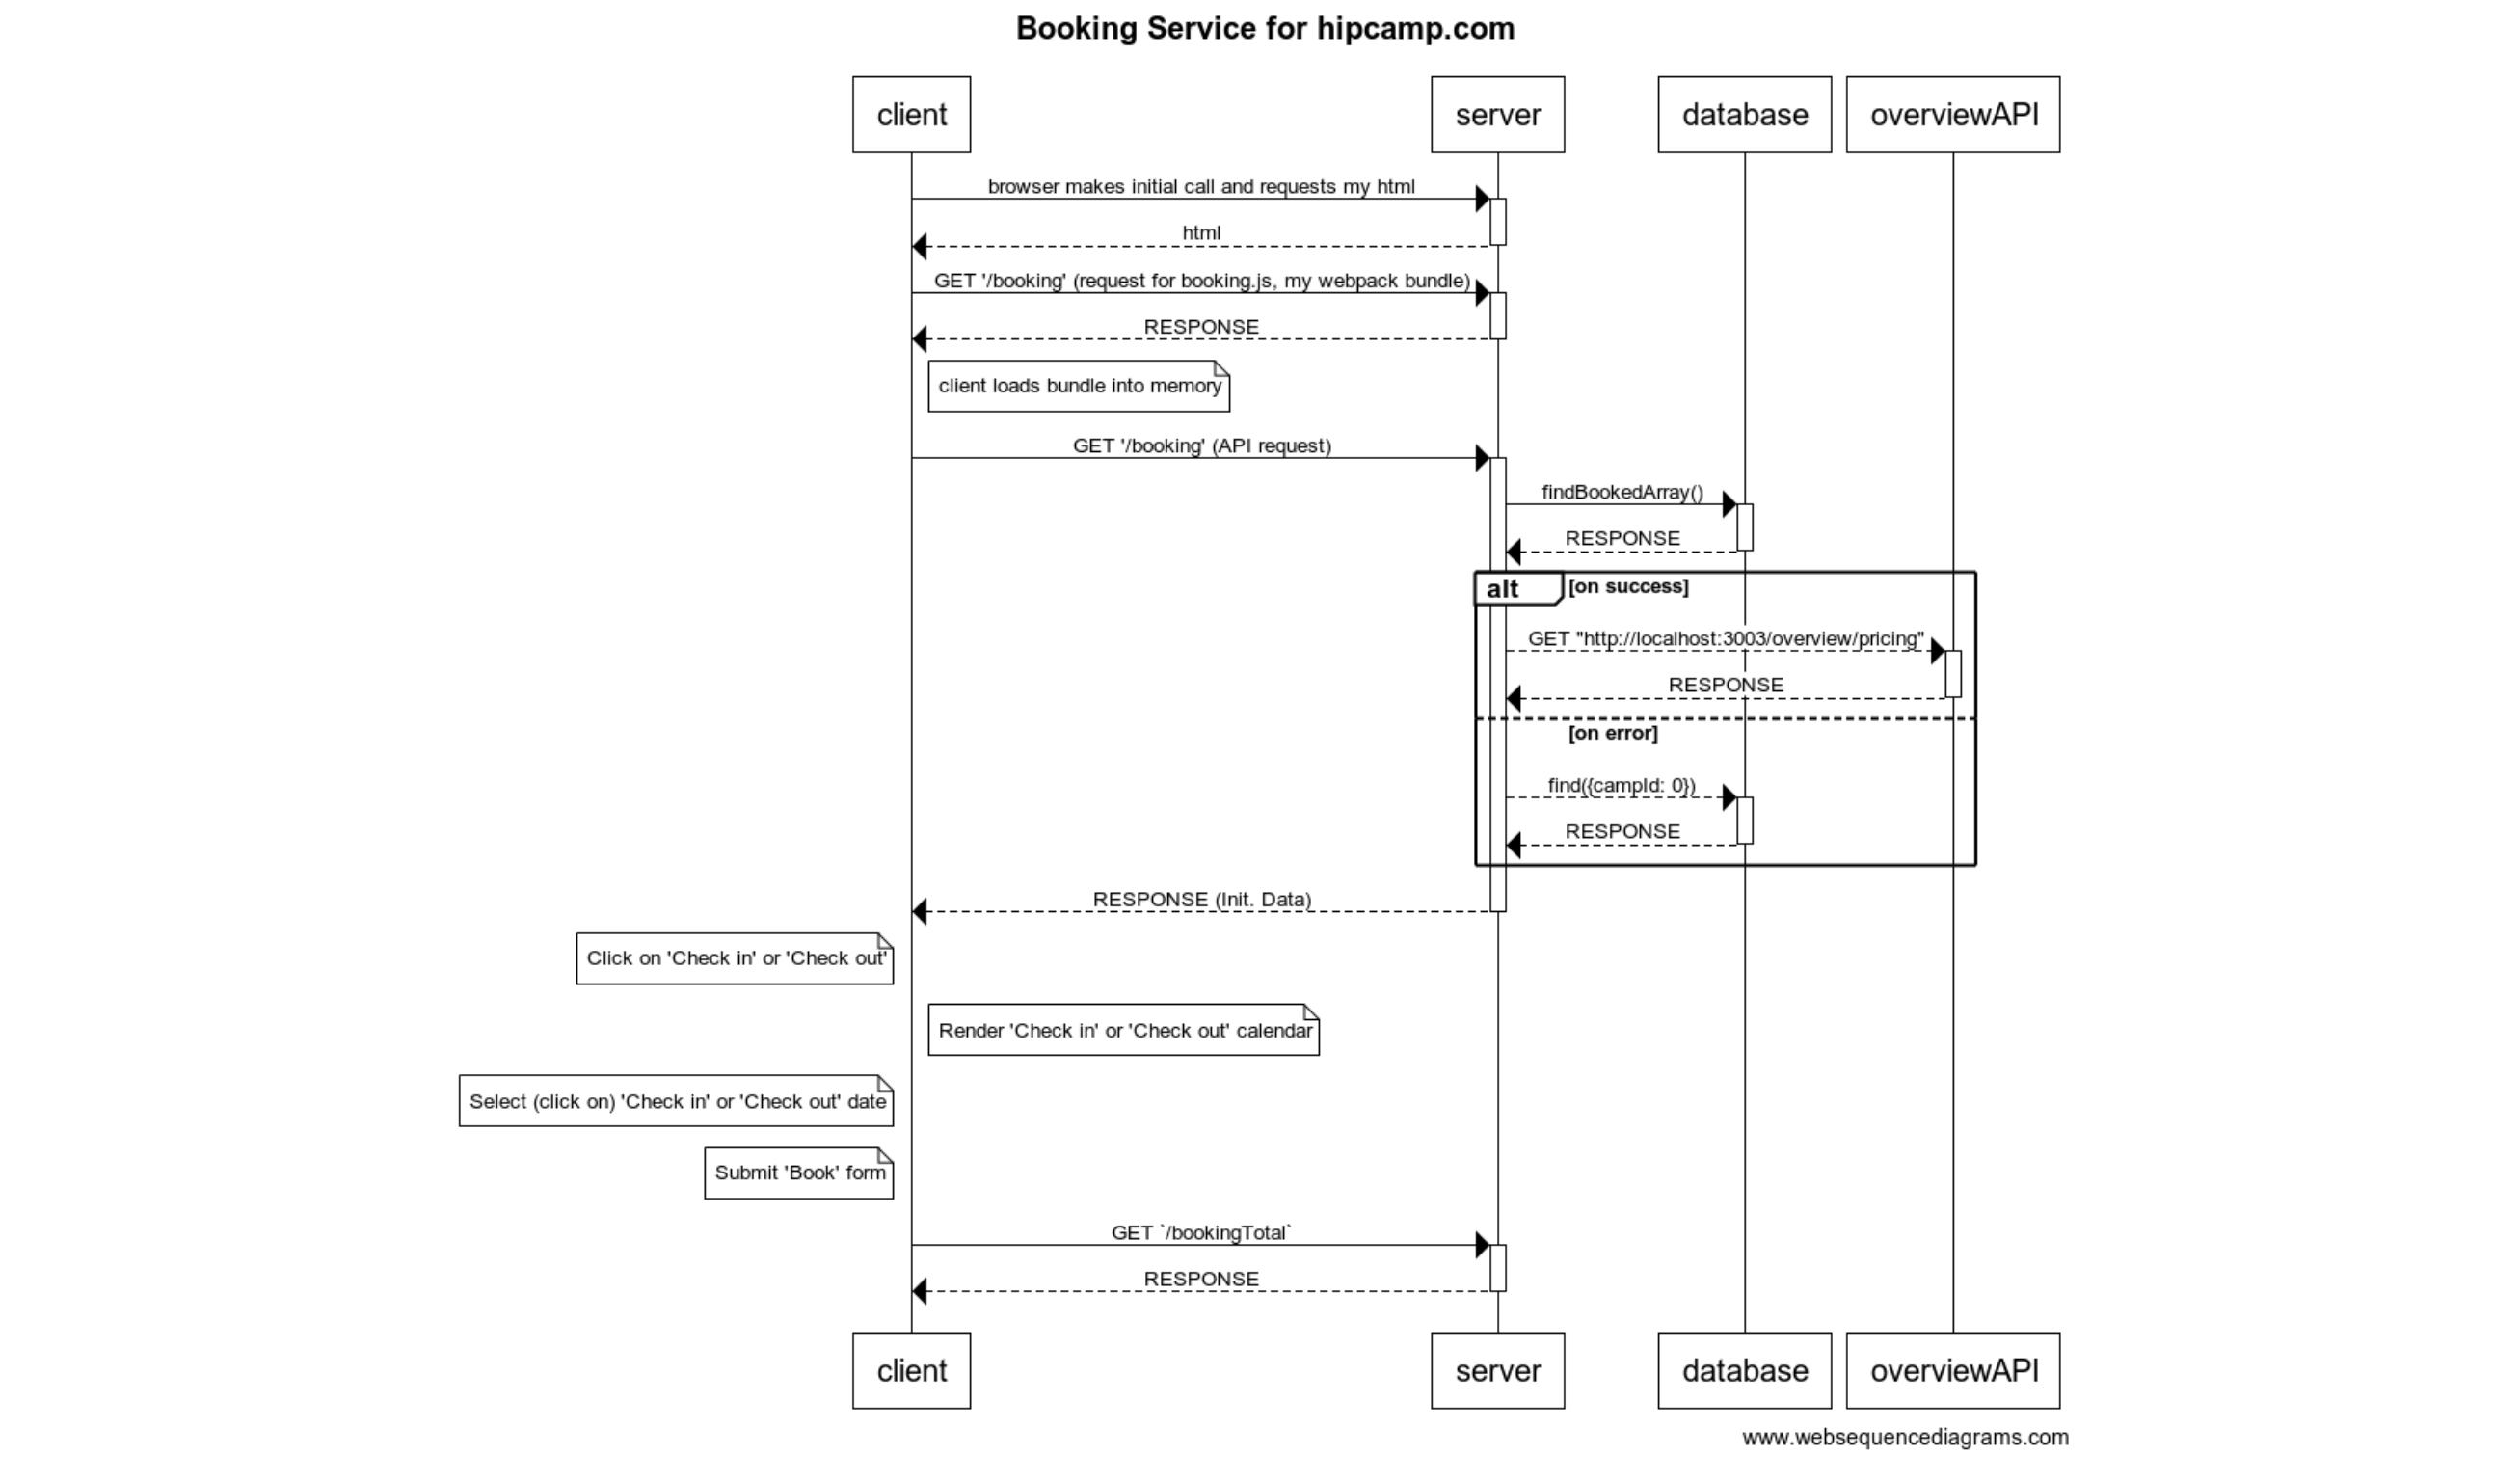 Booking Service for hipcamp.com
client
server
database
overviewAPI
browser makes initial call and requests my html
html
GET '/booking' (request for booking.js, my webpack bundle)
RESPONSE
client loads bundle into memory
GET '/booking' (API request)
findBookedArray()
RESPONSE
alt
[on success]
GET "http://localhost:3003/overview/pricing"
RESPONSE
[on error]
find({campId: 0})
RESPONSE
RESPONSE (Init. Data)
Click on 'Check in' or 'Check out'
Render 'Check in' or 'Check out' calendar
Select (click on) 'Check in' or 'Check out' date
Submit 'Book' form
GET `/bookingTotal`
RESPONSE
client
server
database
overviewAPI
www.websequencediagrams.com